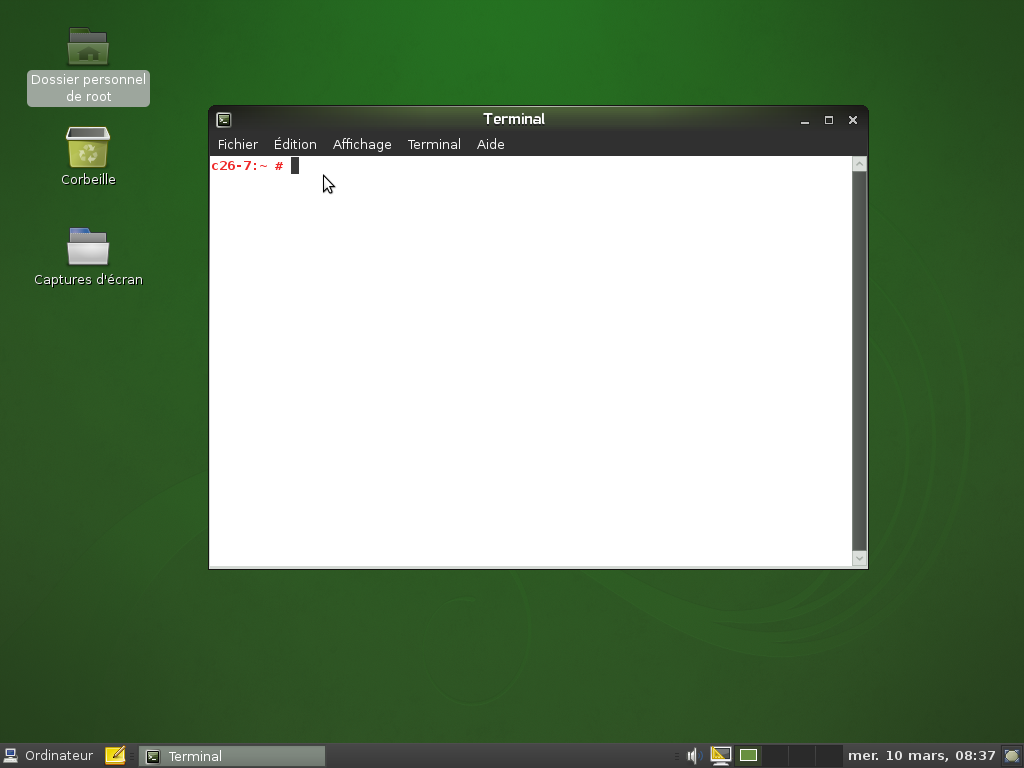 Dossier personnel
de root
Corbeille
Captures d'écran
Terminal
Fichier Édition Affichage Terminal Aide
c26-7:~ #
Ordinateur Terminal mer. 10 mars, 08:37